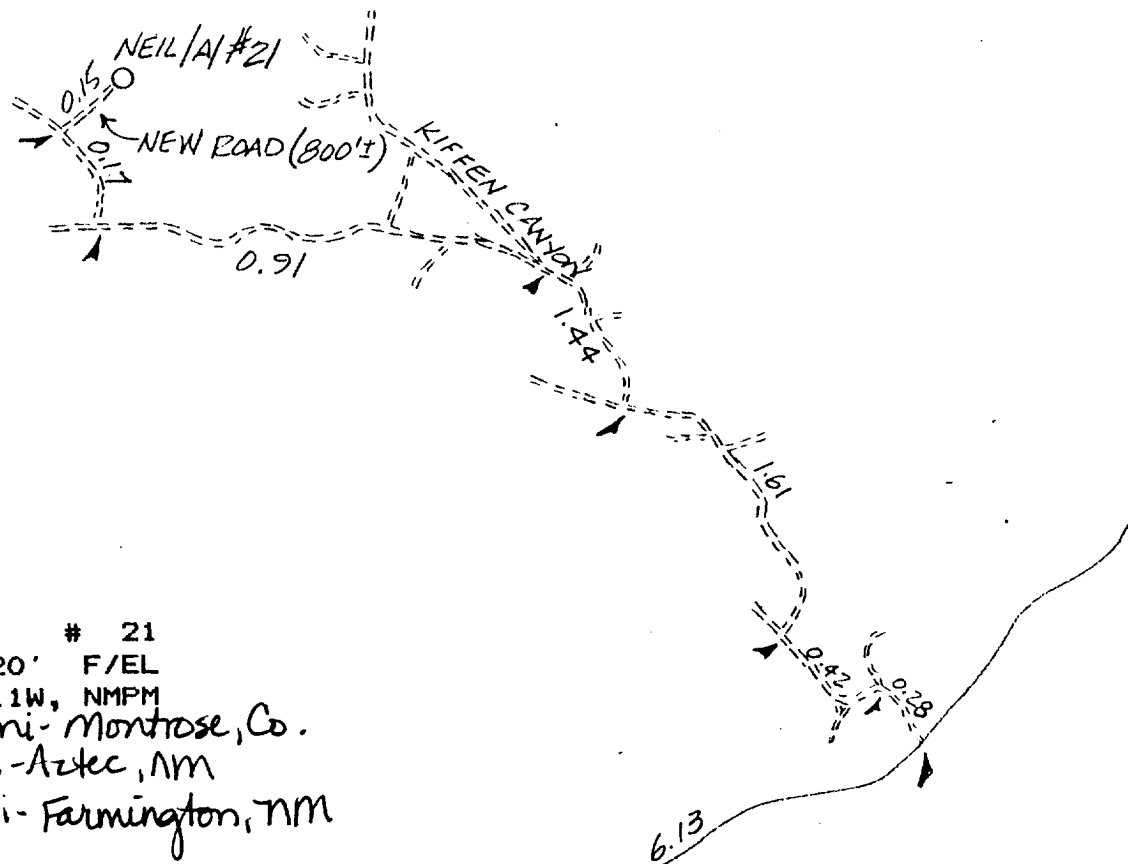 NEIL/A/#21
0.15
NEW ROAD (800'±)
0.17
KIFFEN CANYON
0.91
1.44
1.61
0.42
0.28
6.13
# 21
20' F/EL
1W, NMPM
ni- Montrose, Co.
.-Aztec, NM
i- Farmington, NM